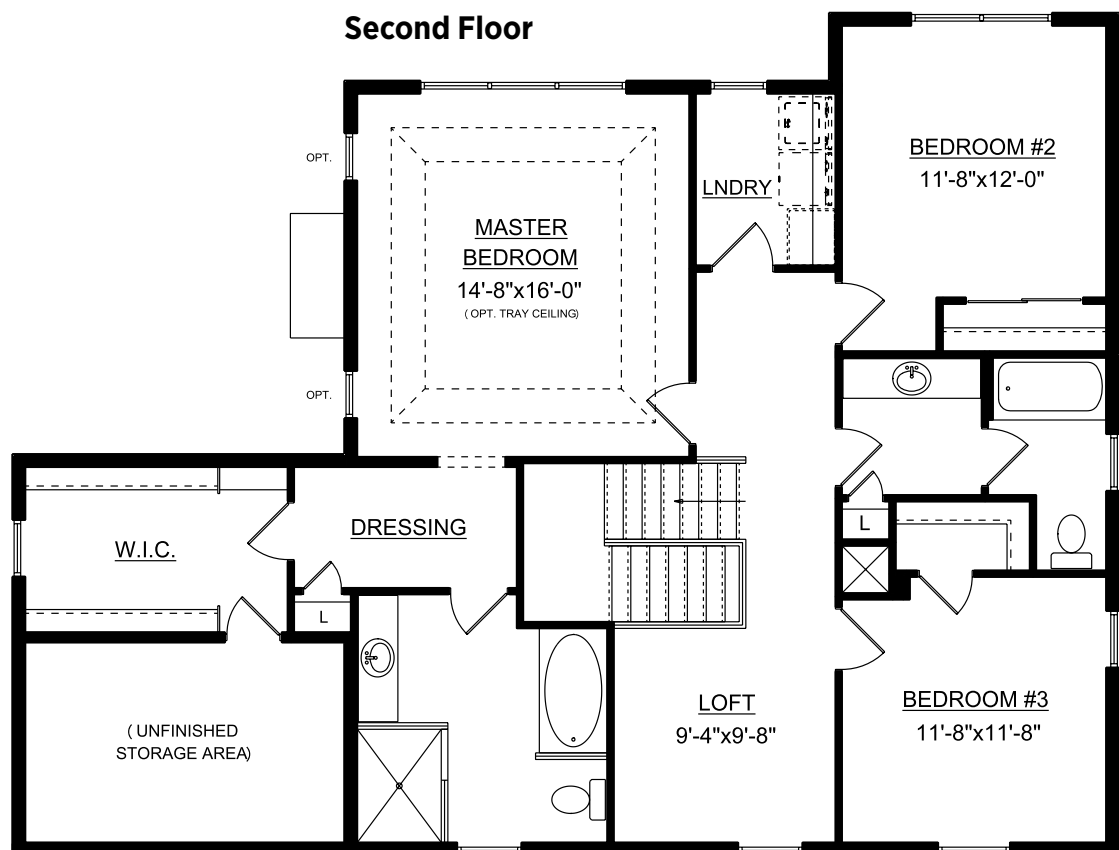 Second Floor
OPT.
BEDROOM #2
11'-8"x12'-0"
LNDRY
MASTER
BEDROOM
14'-8"x16'-0"
(OPT. TRAY CEILING)
OPT.
DRESSING
W.I.C.
L
L
(UNFINISHED
STORAGE AREA)
LOFT
9'-4"x9'-8"
BEDROOM #3
11'-8"x11'-8"